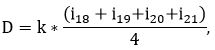 D = k * (i₁₈ + i₁₉+i₂₀+i₂₁)/4,